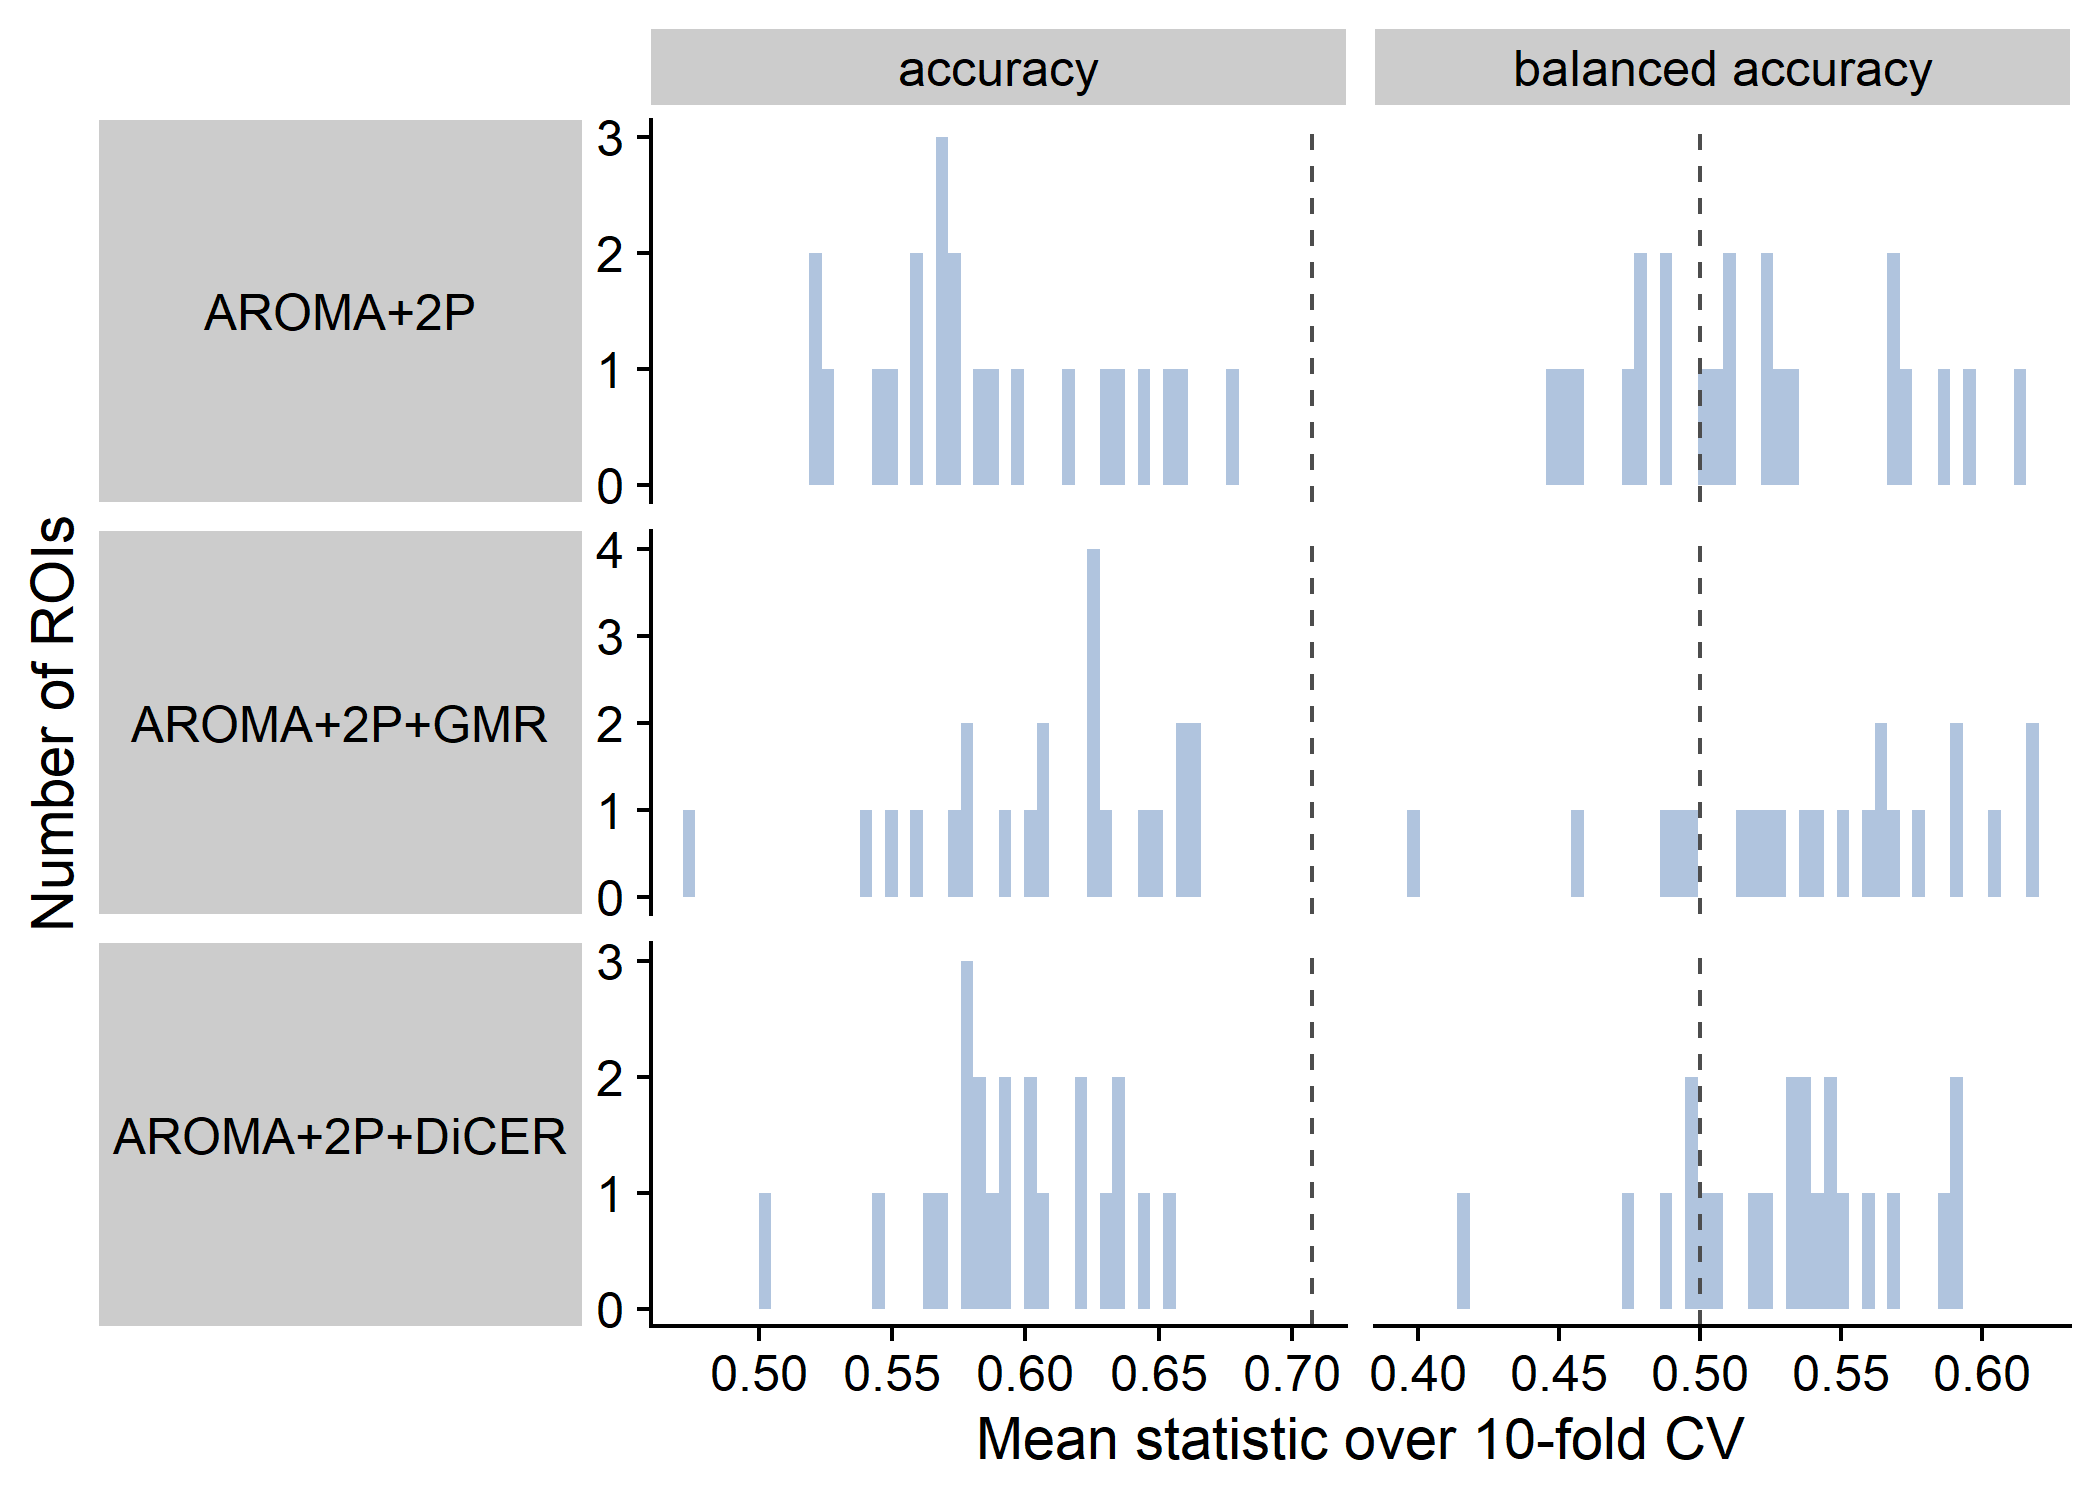 accuracy
balanced accuracy
Number of ROIs
AROMA+2P
3
2
1
0
AROMA+2P+GMR
4
3
2
1
0
AROMA+2P+DiCER
3
2
1
0
0.50 0.55 0.60 0.65 0.70
0.40 0.45 0.50 0.55 0.60
Mean statistic over 10-fold CV